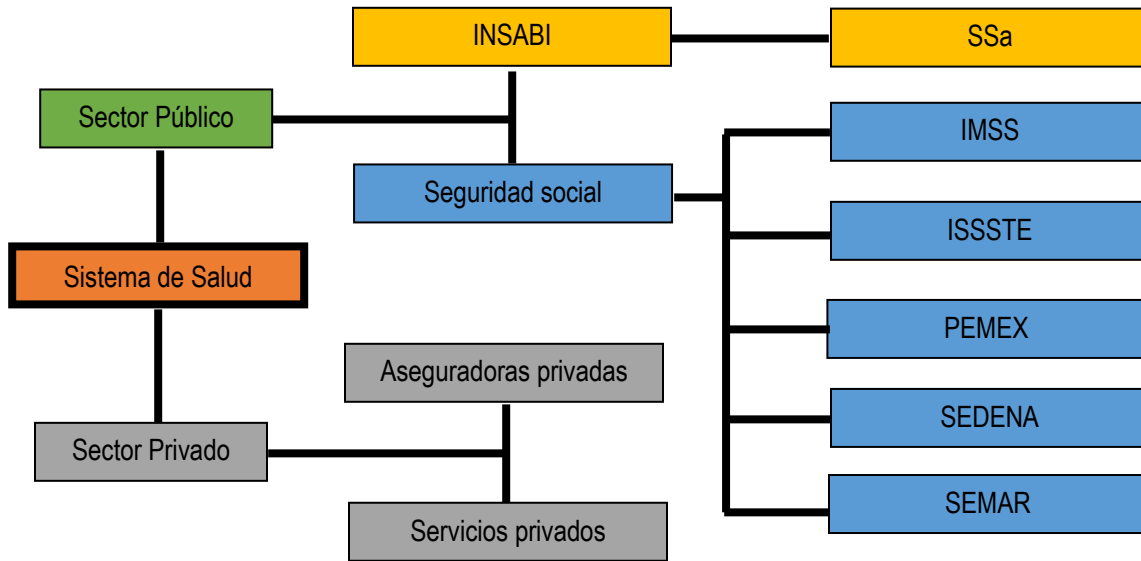 INSABI
SSa
Sector Público
IMSS
Seguridad social
ISSSTE
Sistema de Salud
PEMEX
Aseguradoras privadas
SEDENA
Sector Privado
SEMAR
Servicios privados